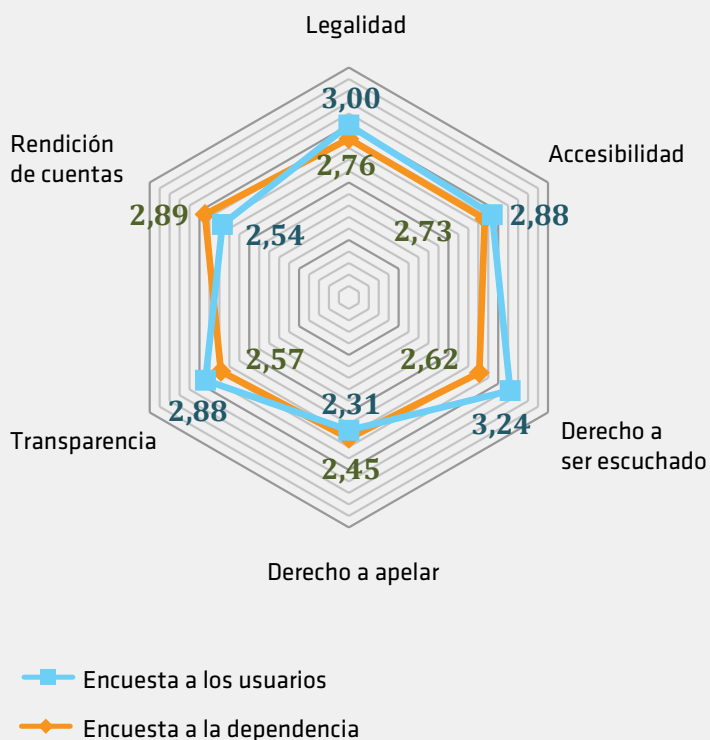 Legalidad
3,00
Rendición
de cuentas
Accesibilidad
2,76
2,89
2,88
2,54
2,73
2,57
2,62
2,31
2,88
3,24
Transparencia
Derecho a
ser escuchado
2,45
Derecho a apelar
Encuesta a los usuarios
Encuesta a la dependencia